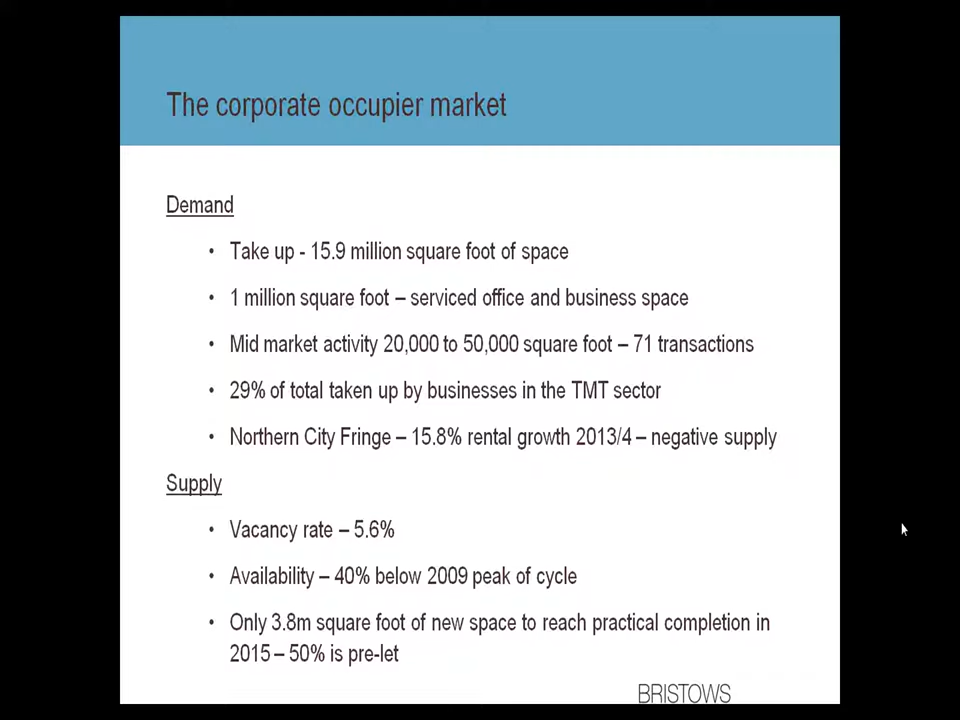 The corporate occupier market
Demand
• Take up - 15.9 million square foot of space
• 1 million square foot – serviced office and business space
• Mid market activity 20,000 to 50,000 square foot – 71 transactions
• 29% of total taken up by businesses in the TMT sector
• Northern City Fringe – 15.8% rental growth 2013/4 – negative supply
Supply
• Vacancy rate – 5.6%
• Availability – 40% below 2009 peak of cycle
• Only 3.8m square foot of new space to reach practical completion in
2015 – 50% is pre-let
BRISTOWS